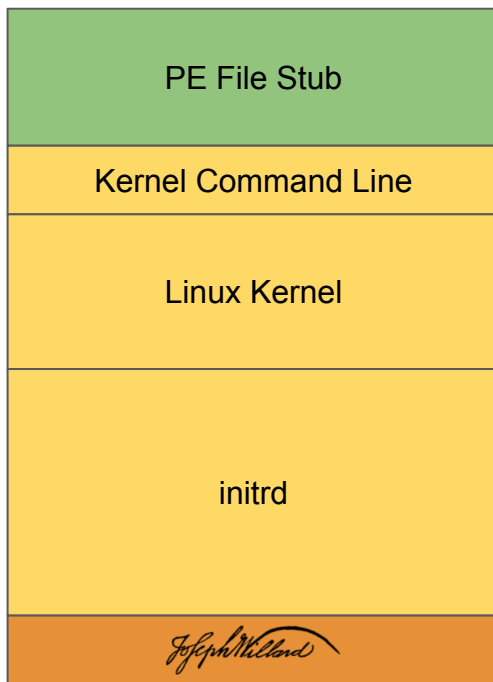 PE File Stub
Kernel Command Line
Linux Kernel
initrd
Joseph Willard